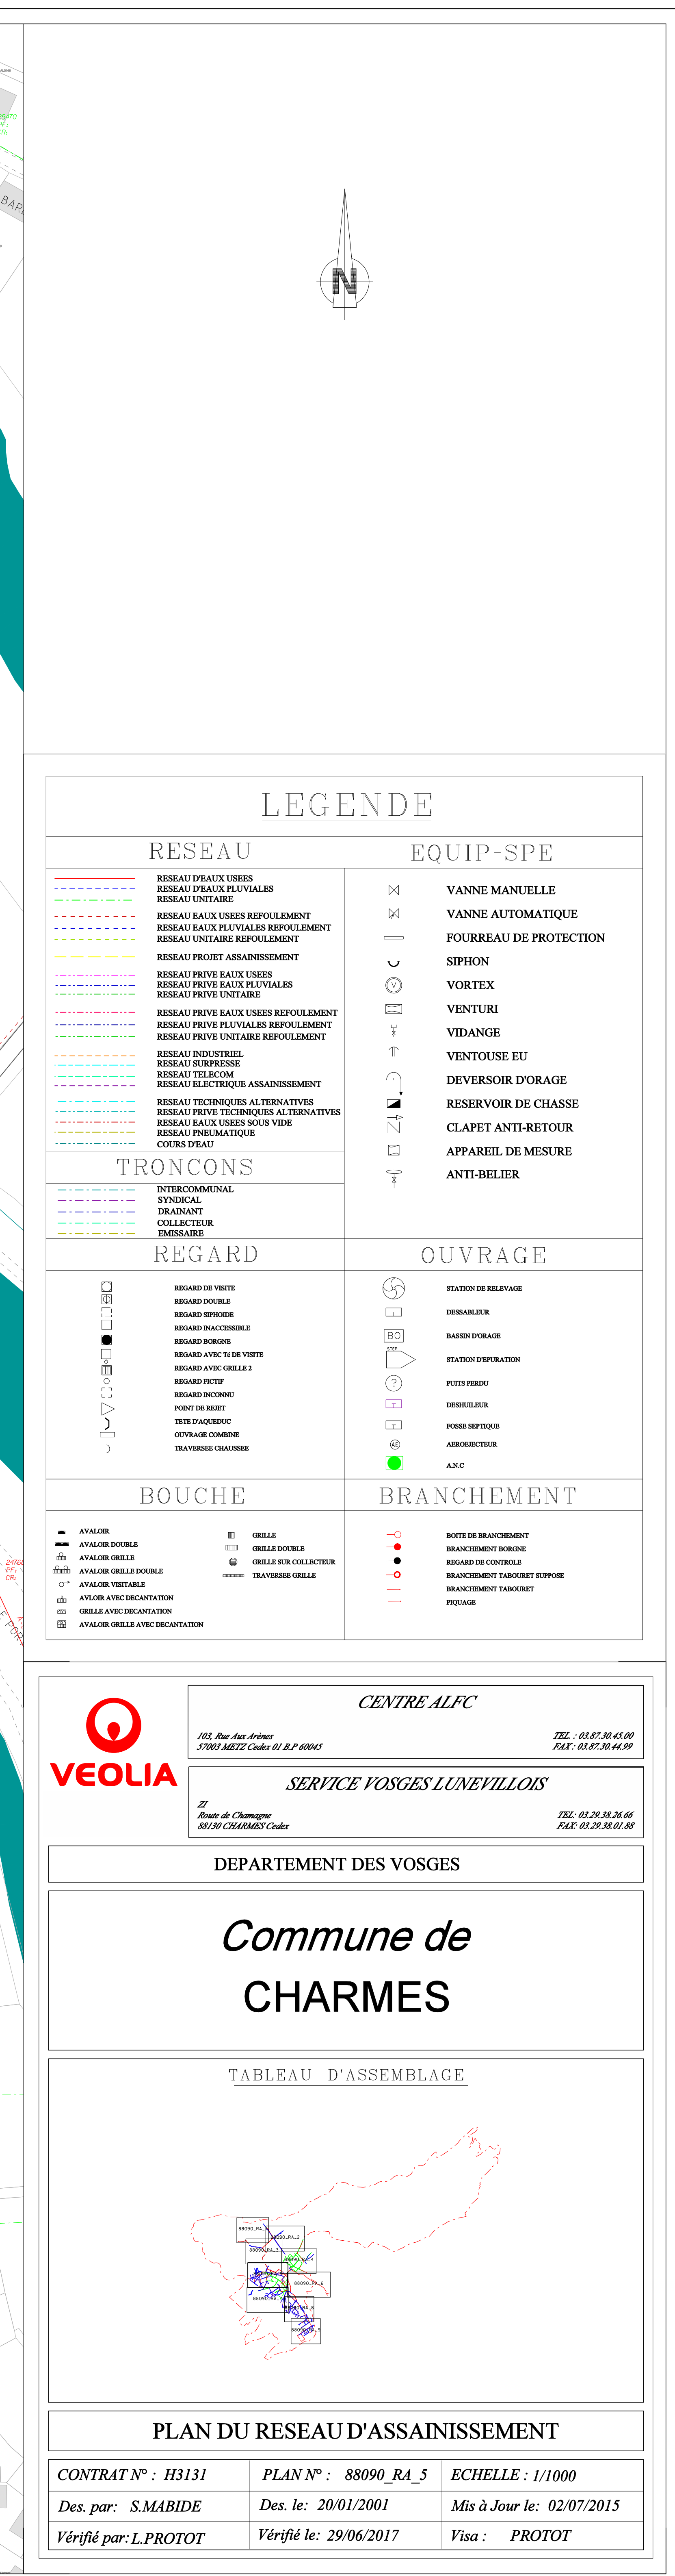 BAR
N
LEGENDE
RESEAU
RESEAU D'EAUX USEES
RESEAU D'EAUX PLUVIALES
RESEAU UNITAIRE
RESEAU EAUX USEES REFOULEMENT
RESEAU EAUX PLUVIALES REFOULEMENT
RESEAU UNITAIRE REFOULEMENT
RESEAU PROJET ASSAINISSEMENT
RESEAU PRIVE EAUX USEES
RESEAU PRIVE EAUX PLUVIALES
RESEAU PRIVE UNITAIRE
RESEAU PRIVE EAUX USEES REFOULEMENT
RESEAU PRIVE PLUVIALES REFOULEMENT
RESEAU PRIVE UNITAIRE REFOULEMENT
RESEAU INDUSTRIEL
RESEAU SURPRESSE
RESEAU TELECOM
RESEAU ELECTRIQUE ASSAINISSEMENT
RESEAU TECHNIQUES ALTERNATIVES
RESEAU PRIVE TECHNIQUES ALTERNATIVES
RESEAU EAUX USEES SOUS VIDE
RESEAU PNEUMATIQUE
COURS D'EAU
TRONCONS
INTERCOMMUNAL
SYNDICAL
DRAINANT
COLLECTEUR
EMISSAIRE
EQUIP-SPE
VANNE MANUELLE
VANNE AUTOMATIQUE
FOURREAU DE PROTECTION
SIPHON
V VORTEX
VENTURI
VIDANGE
VENTOUSE EU
DEVERSOIR D'ORAGE
RESERVOIR DE CHASSE
CLAPET ANTI-RETOUR
APPAREIL DE MESURE
ANTI-BELIER
REGARD
REGARD DE VISITE
REGARD DOUBLE
REGARD SIPHOIDE
REGARD INACCESSIBLE
REGARD BORGNE
REGARD AVEC Té DE VISITE
REGARD AVEC GRILLE 2
REGARD FICTIF
REGARD INCONNU
POINT DE REJET
TETE D'AQUEDUC
OUVRAGE COMBINE
TRAVERSEE CHAUSSEE
OUVRAGE
STATION DE RELEVAGE
DESSABLEUR
BO BASSIN D'ORAGE
STEP
STATION D'EPURATION
? PUITS PERDU
DESHUILEUR
FOSSE SEPTIQUE
AE AEROEJECTEUR
A.N.C
BOUCHE
AVALOIR
AVALOIR DOUBLE
AVALOIR GRILLE
AVALOIR GRILLE DOUBLE
AVALOIR VISITABLE
AVLOIR AVEC DECANTATION
GRILLE AVEC DECANTATION
AVALOIR GRILLE AVEC DECANTATION
GRILLE
GRILLE DOUBLE
GRILLE SUR COLLECTEUR
TRAVERSEE GRILLE
BRANCHEMENT
BOITE DE BRANCHEMENT
BRANCHEMENT BORGNE
REGARD DE CONTROLE
BRANCHEMENT TABOURET SUPPOSE
BRANCHEMENT TABOURET
PIQUAGE
VEOLIA
CENTRE ALFC
103, Rue Aux Arènes
57003 METZ Cedex 01 B.P 60045
TEL. : 03.87.30.45.00
FAX : 03.87.30.44.99
SERVICE VOSGES LUNEVILLOIS
ZI
Route de Chamagne
88130 CHARMES Cedex
TEL: 03.29.38.26.66
FAX: 03.29.38.01.88
DEPARTEMENT DES VOSGES
Commune de
CHARMES
TABLEAU D'ASSEMBLAGE
88090_RA_6
PLAN DU RESEAU D'ASSAINISSEMENT
CONTRAT N° : H3131
PLAN N° : 88090_RA_5
ECHELLE : 1/1000
Des. par: S.MABIDE
Des. le: 20/01/2001
Mis à Jour le: 02/07/2015
Vérifié par: L.PROTOT
Vérifié le: 29/06/2017
Visa : PROTOT